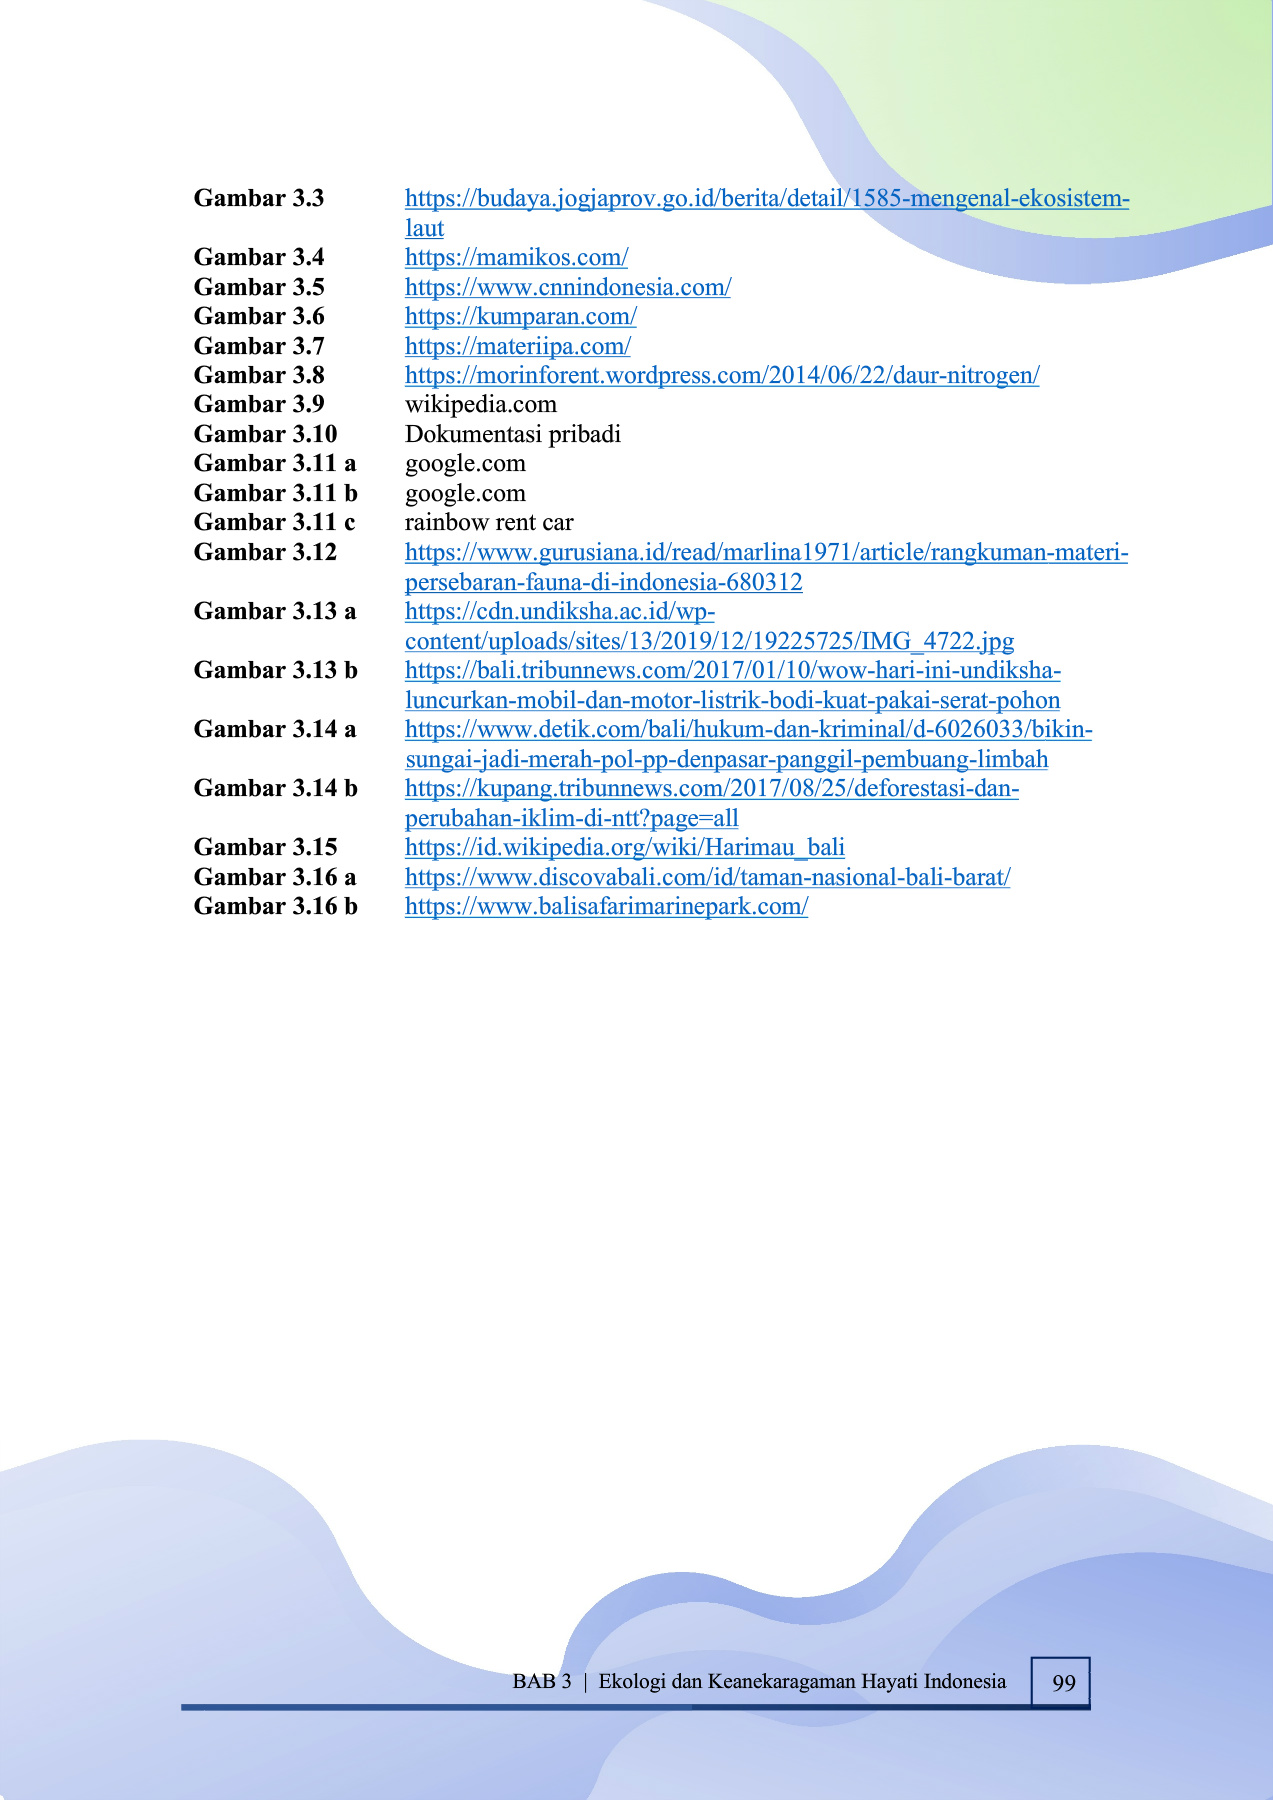 Gambar 3.3 https://budaya.jogjaprov.go.id/berita/detail/1585-mengenal-ekosistem-
laut
Gambar 3.4 https://mamikos.com/
Gambar 3.5 https://www.cnnindonesia.com/
Gambar 3.6 https://kumparan.com/
Gambar 3.7 https://materiipa.com/
Gambar 3.8 https://morinforent.wordpress.com/2014/06/22/daur-nitrogen/
Gambar 3.9 wikipedia.com
Gambar 3.10 Dokumentasi pribadi
Gambar 3.11 a google.com
Gambar 3.11 b google.com
Gambar 3.11 c rainbow rent car
Gambar 3.12 https://www.gurusiana.id/read/marlina1971/article/rangkuman-materi-
persebaran-fauna-di-indonesia-680312
Gambar 3.13 a https://cdn.undiksha.ac.id/wp-
content/uploads/sites/13/2019/12/19225725/IMG_4722.jpg
Gambar 3.13 b https://bali.tribunnews.com/2017/01/10/wow-hari-ini-undiksha-
luncurkan-mobil-dan-motor-listrik-bodi-kuat-pakai-serat-pohon
Gambar 3.14 a https://www.detik.com/bali/hukum-dan-kriminal/d-6026033/bikin-
sungai-jadi-merah-pol-pp-denpasar-panggil-pembuang-limbah
Gambar 3.14 b https://kupang.tribunnews.com/2017/08/25/deforestasi-dan-
perubahan-iklim-di-ntt?page=all
Gambar 3.15 https://id.wikipedia.org/wiki/Harimau_bali
Gambar 3.16 a https://www.discovabali.com/id/taman-nasional-bali-barat/
Gambar 3.16 b https://www.balisafarimarinepark.com/
BAB 3 | Ekologi dan Keanekaragaman Hayati Indonesia 99